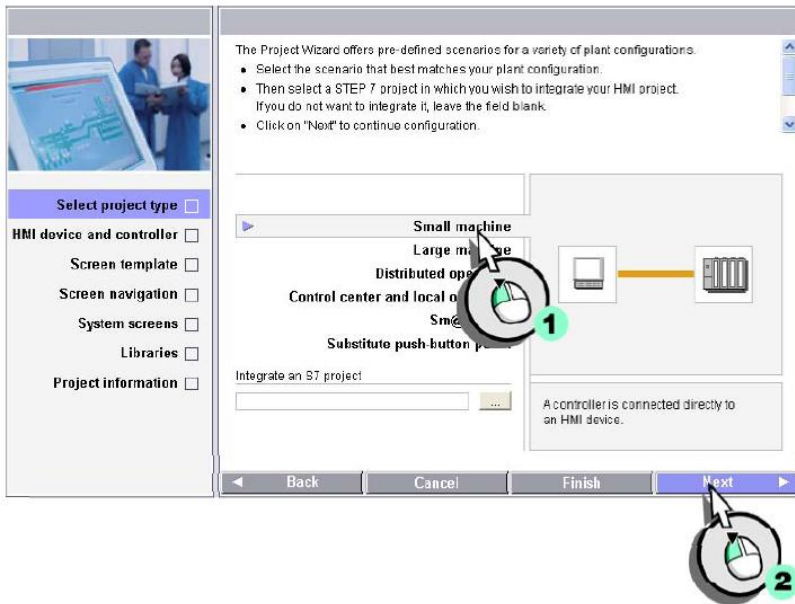 The Project Wizard offers pre-defined scenarios for a variety of plant configurations.
• Select the scenario that best matches your plant configuration.
• Then select a STEP 7 project in which you wish to integrate your HMI project.
If you do not want to integrate it, leave the field blank.
• Click on "Next" to continue configuration.
Select project type
HMI device and controller
Screen template
Screen navigation
System screens
Libraries
Project information
Small machine
Large
Distributed
Control center and local
Substitute push-button
1
Integrate an S7 project
...
A controller is connected directly to
an HMI device.
Back
Cancel
Finish
Next
2